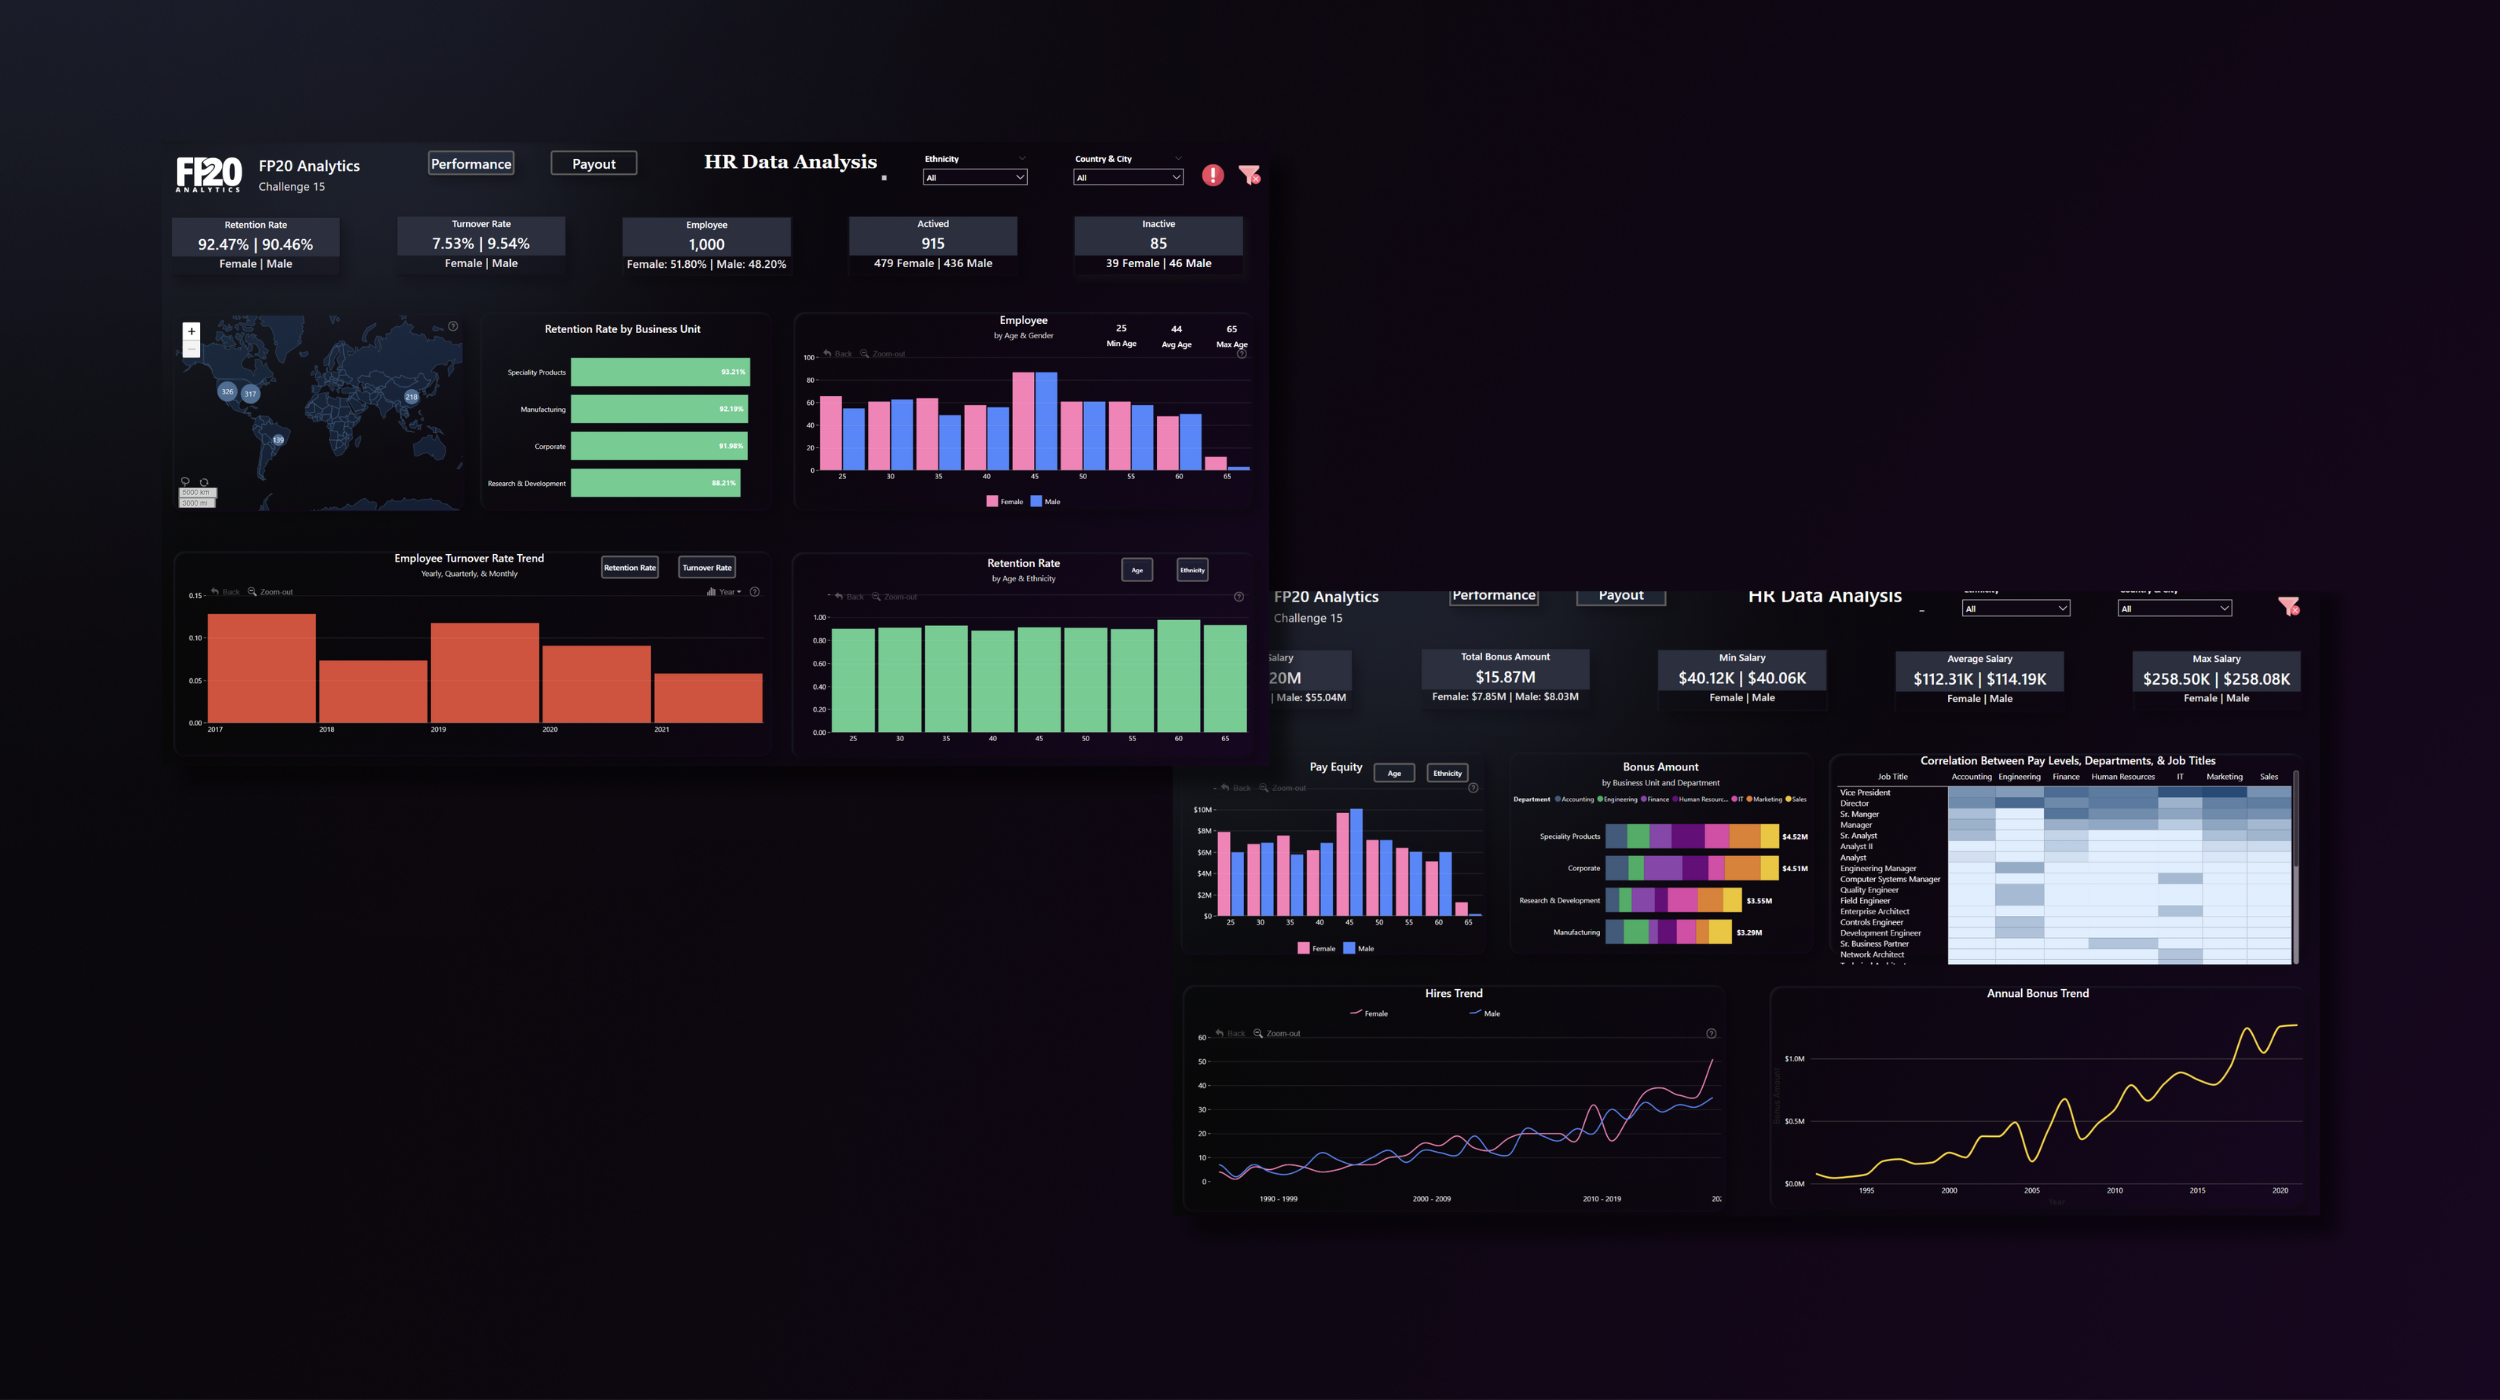 FP20
ANALYTICS
FP20 Analytics
Challenge 15
Performance
Payout
HR Data Analysis
Ethnicity
All
Country & City
All
Retention Rate
92.47% | 90.46%
Female | Male
Turnover Rate
7.53% | 9.54%
Female | Male
Employee
1,000
Female: 51.80% | Male: 48.20%
Actived
915
479 Female | 436 Male
Inactive
85
39 Female | 46 Male
326
317
218
139
5000 km
3000 mi
Retention Rate by Business Unit
Speciality Products
93.21%
Manufacturing
92.19%
Corporate
91.98%
Research & Development
88.21%
Employee
by Age & Gender
25
Min Age
44
Avg Age
65
Max Age
Back
Zoom-out
100
80
60
40
20
0
25 30 35 40 45 50 55 60 65
Female Male
Employee Turnover Rate Trend
Yearly, Quarterly, & Monthly
Retention Rate
Turnover Rate
Back
Zoom-out
Year
0.15
0.10
0.05
0.00
2017 2018 2019 2020 2021
Retention Rate
by Age & Ethnicity
Age
Ethnicity
Back
Zoom-out
1.00
0.80
0.60
0.40
0.20
0.00
25 30 35 40 45 50 55 60 65
FP20 Analytics
Challenge 15
Performance
Payout
HR Data Analysis
All
All
Salary
20M
| Male: $55.04M
Total Bonus Amount
$15.87M
Female: $7.85M | Male: $8.03M
Min Salary
$40.12K | $40.06K
Female | Male
Average Salary
$112.31K | $114.19K
Female | Male
Max Salary
$258.50K | $258.08K
Female | Male
Pay Equity
Age
Ethnicity
Back
Zoom-out
$10M
$8M
$6M
$4M
$2M
$0
25 30 35 40 45 50 55 60 65
Female Male
Bonus Amount
by Business Unit and Department
Department Accounting Engineering Finance Human Resourc... IT Marketing Sales
Speciality Products
$4.52M
Corporate
$4.51M
Research & Development
$3.55M
Manufacturing
$3.29M
Correlation Between Pay Levels, Departments, & Job Titles
Job Title Accounting Engineering Finance Human Resources IT Marketing Sales
Vice President
Director
Sr. Manger
Manager
Sr. Analyst
Analyst II
Analyst
Engineering Manager
Computer Systems Manager
Quality Engineer
Field Engineer
Enterprise Architect
Controls Engineer
Development Engineer
Sr. Business Partner
Network Architect
Hires Trend
Female Male
Back
Zoom-out
60
50
40
30
20
10
0
1990 - 1999 2000 - 2009 2010 - 2019 20
Annual Bonus Trend
$1.0M
$0.5M
$0.0M
1995 2000 2005 2010 2015 2020
Year